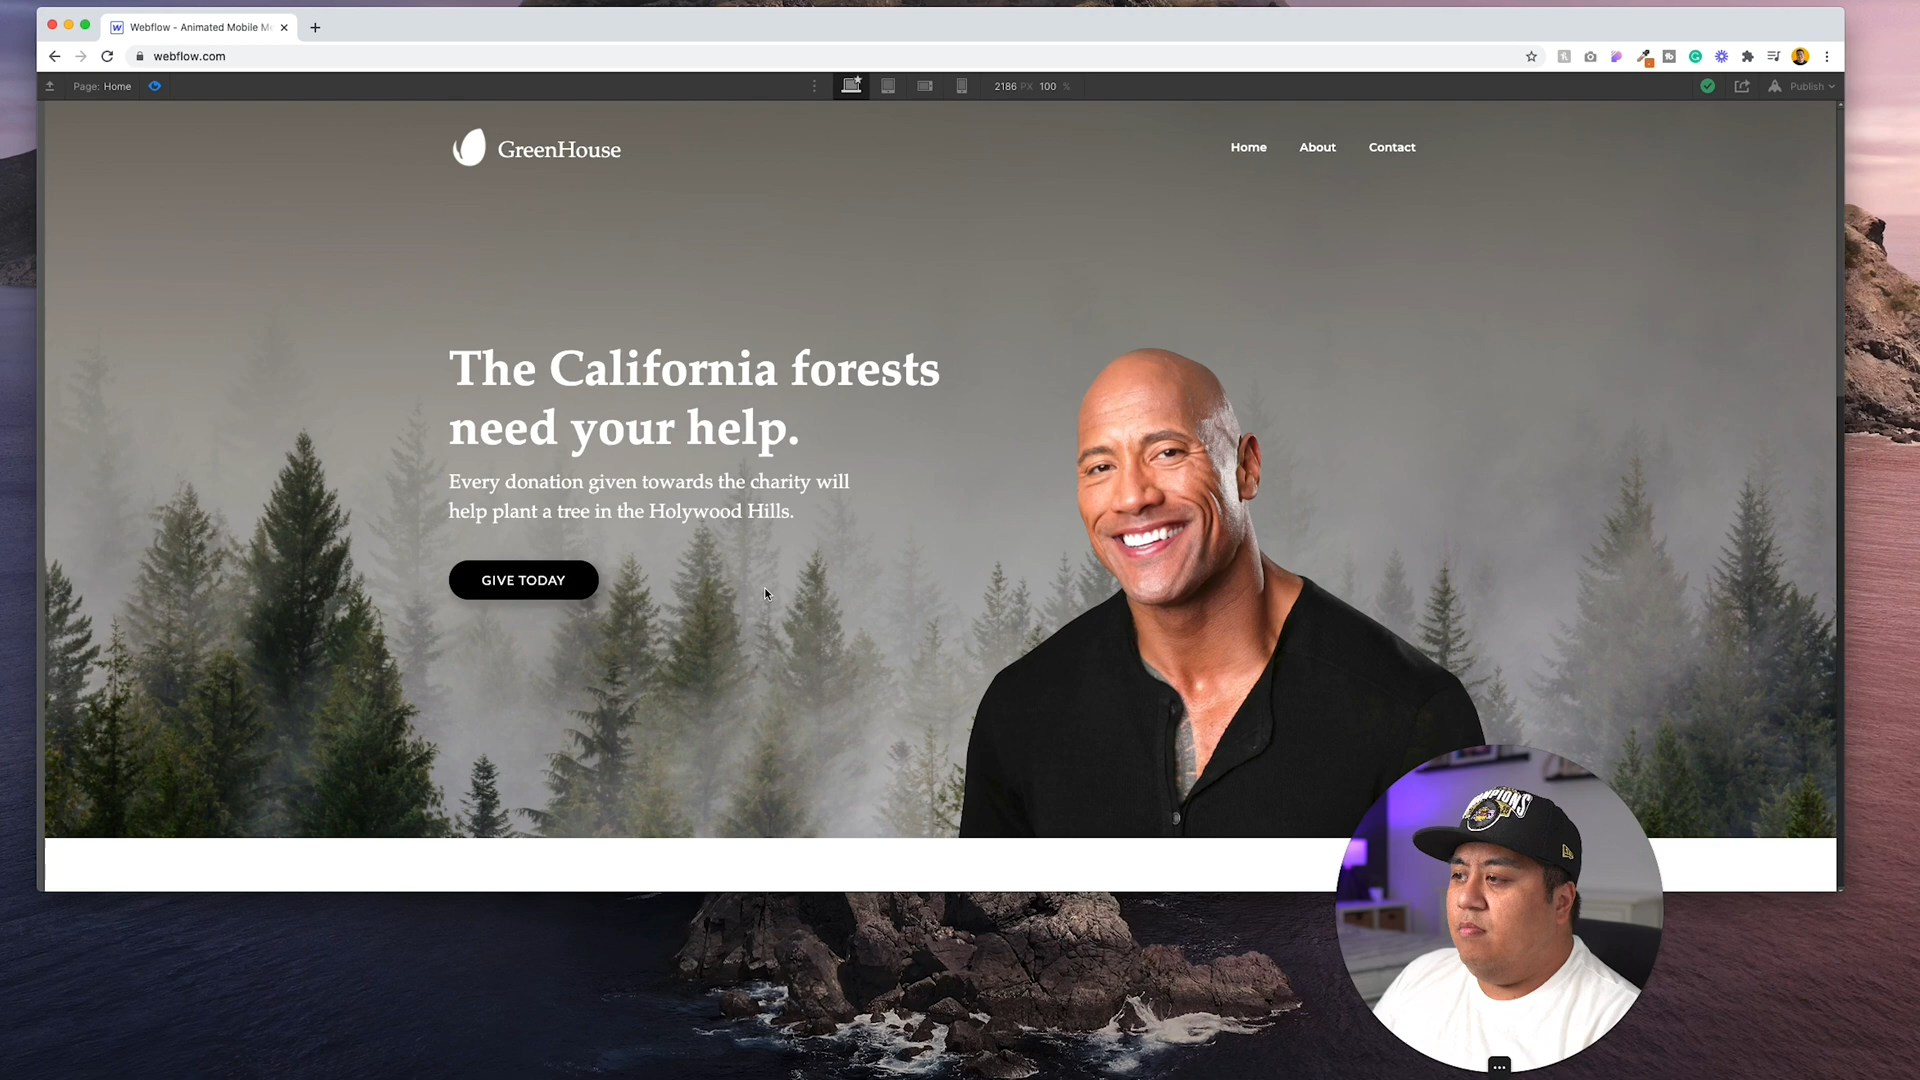 Webflow - Animated Mobile Me
webflow.com
Page: Home
2186 PX 100 %
Publish
GreenHouse
Home About Contact
The California forests
need your help.
Every donation given towards the charity will
help plant a tree in the Holywood Hills.
GIVE TODAY